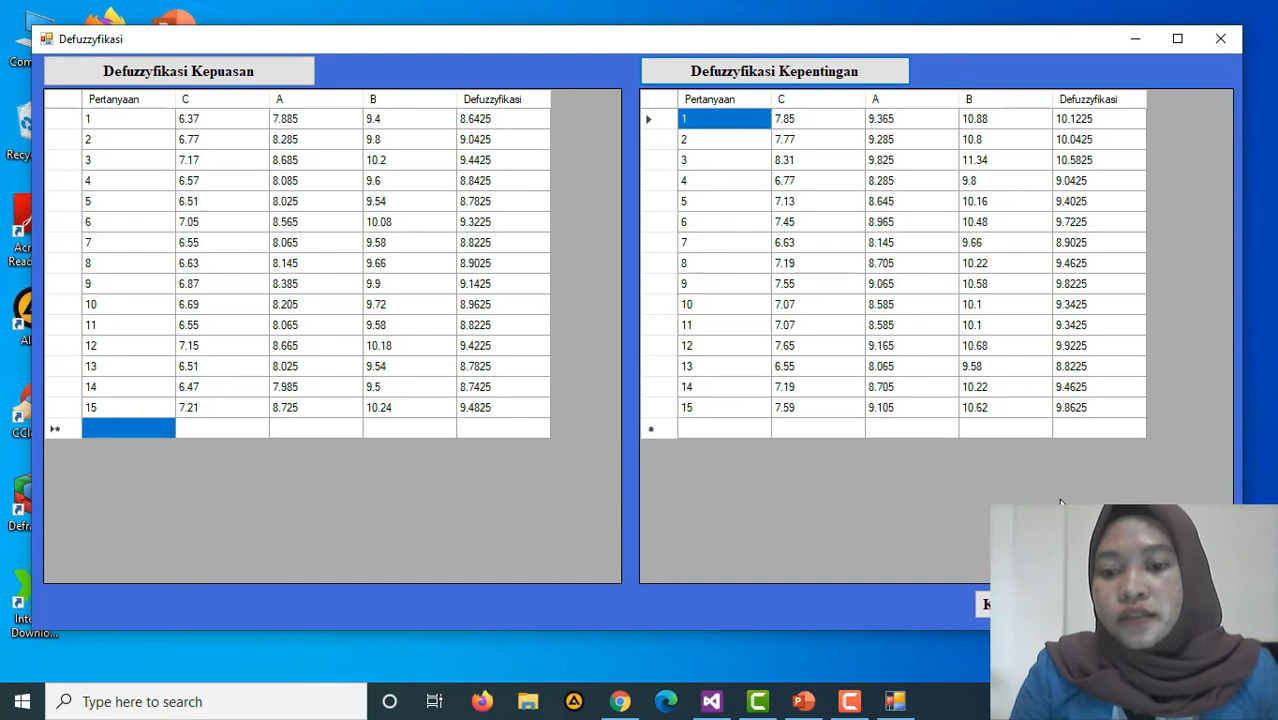 Defuzzyfikasi
Defuzzyfikasi Kepuasan
Pertanyaan C A B Defuzzyfikasi
1 6.37 7.885 9.4 8.6425
2 6.77 8.285 9.8 9.0425
3 7.17 8.685 10.2 9.4425
4 6.57 8.085 9.6 8.8425
5 6.51 8.025 9.54 8.7825
6 7.05 8.565 10.08 9.3225
7 6.55 8.065 9.58 8.8225
8 6.63 8.145 9.66 8.9025
9 6.87 8.385 9.9 9.1425
10 6.69 8.205 9.72 8.9625
11 6.55 8.065 9.58 8.8225
12 7.15 8.665 10.18 9.4225
13 6.51 8.025 9.54 8.7825
14 6.47 7.985 9.5 8.7425
15 7.21 8.725 10.24 9.4825
Defuzzyfikasi Kepentingan
Pertanyaan C A B Defuzzyfikasi
1 7.85 9.365 10.88 10.1225
2 7.77 9.285 10.8 10.0425
3 8.31 9.825 11.34 10.5825
4 6.77 8.285 9.8 9.0425
5 7.13 8.645 10.16 9.4025
6 7.45 8.965 10.48 9.7225
7 6.63 8.145 9.66 8.9025
8 7.19 8.705 10.22 9.4625
9 7.55 9.065 10.58 9.8225
10 7.07 8.585 10.1 9.3425
11 7.07 8.585 10.1 9.3425
12 7.65 9.165 10.68 9.9225
13 6.55 8.065 9.58 8.8225
14 7.19 8.705 10.22 9.4625
15 7.59 9.105 10.62 9.8625
Type here to search